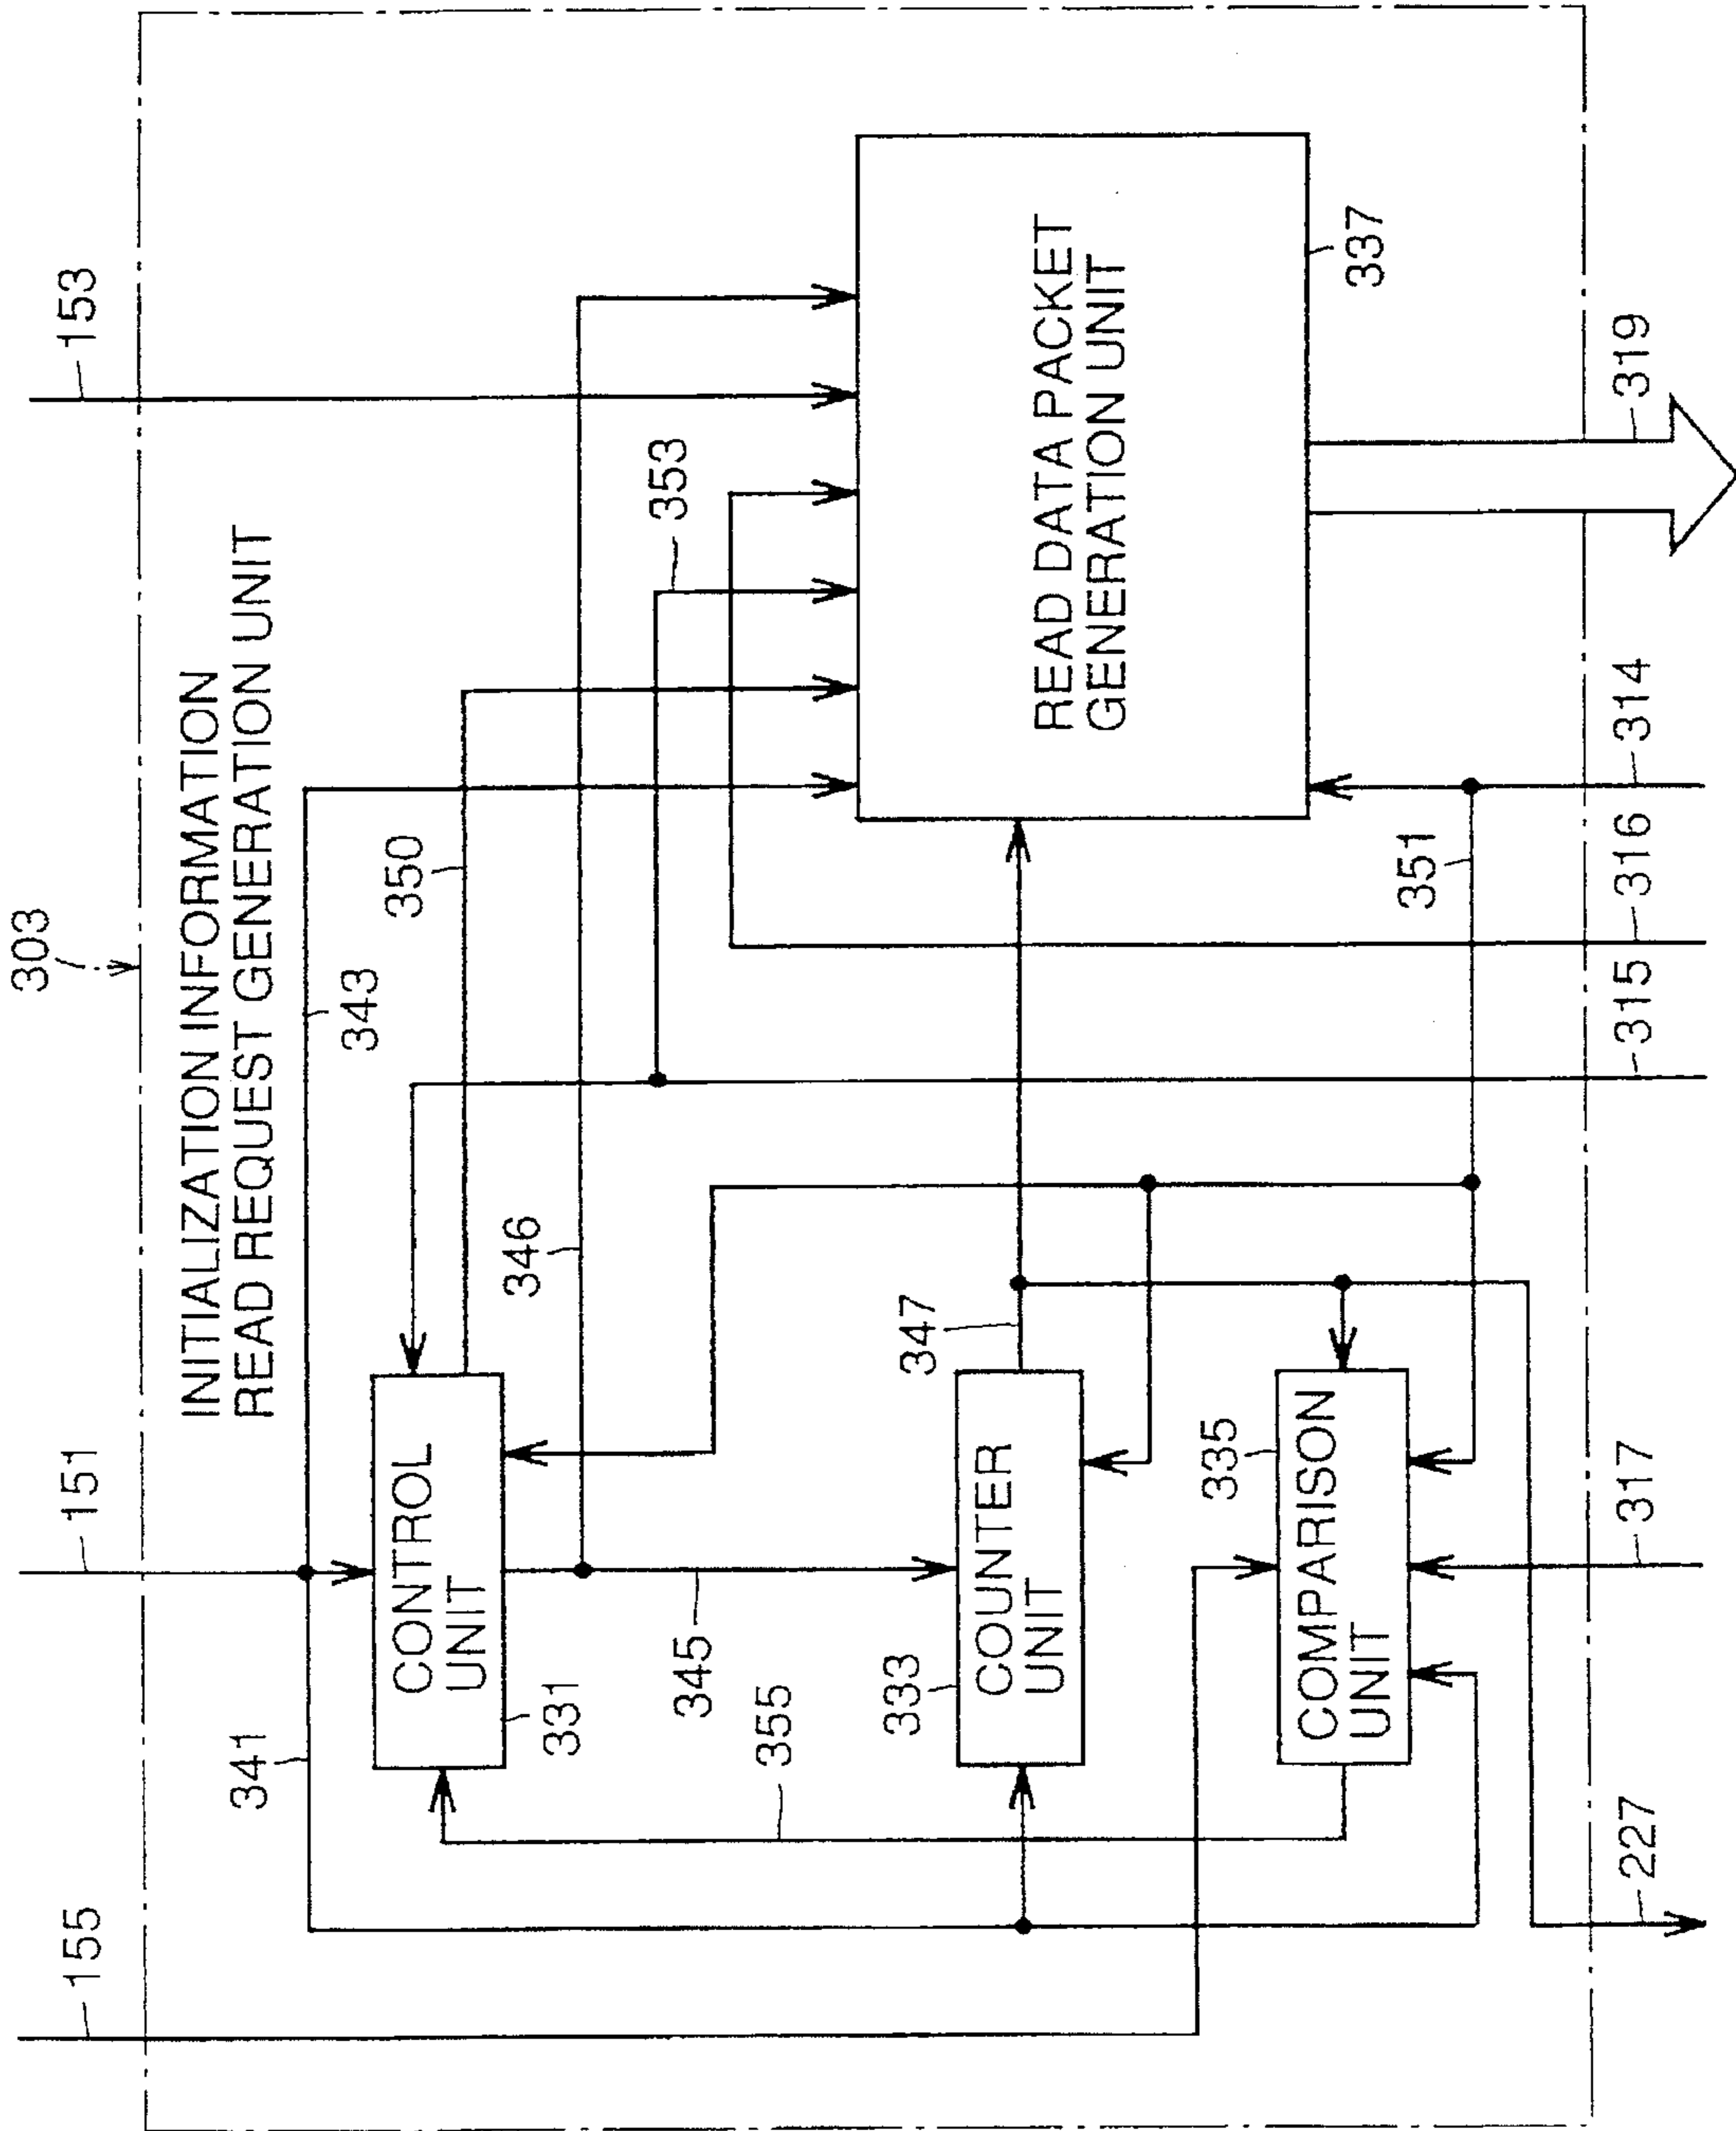 303
INITIALIZATION INFORMATION
READ REQUEST GENERATION UNIT
155
151
153
341
343
350
353
CONTROL
UNIT
331
346
345
355
333
COUNTER
UNIT
347
READ DATA PACKET
GENERATION UNIT
337
335
COMPARISON
UNIT
351
227
317
315
316
314
319